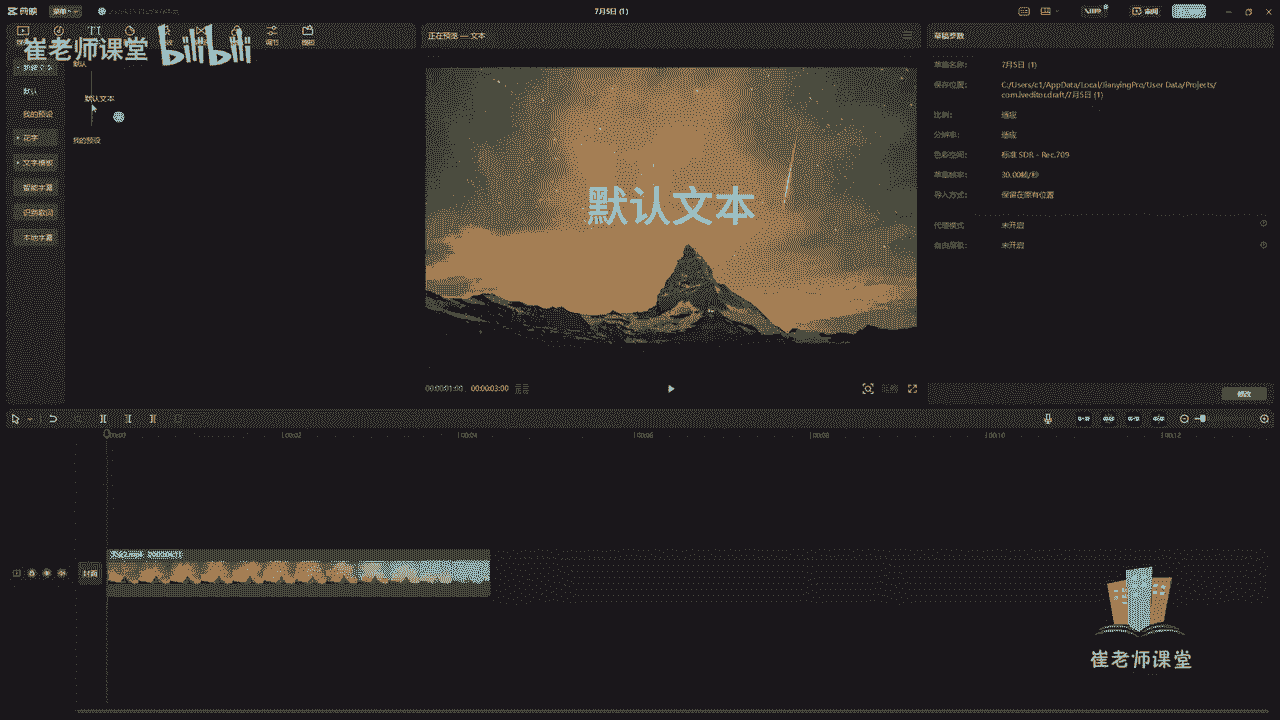 剪映
菜单
7月5日 (1)
VIP
崔老师课堂 bilibili
TI
调节
模板
正在预览 — 文本
草稿参数
新建文本
默认
我的预设
花字
文字模板
智能字幕
识别歌词
本地字幕
默认
默认文本
我的预设
默认文本
草稿名称: 7月5日 (1)
保存位置: C:/Users/c1/AppData/Local/JianyingPro/User Data/Projects/
com.lveditor.draft/7月5日 (1)
比例: 适应
分辨率: 适应
色彩空间: 标准 SDR - Rec.709
草稿帧率: 30.00帧/秒
导入方式: 保留在原有位置
代理模式 未开启
自由层级: 未开启
00:00:01:00 00:00:03:00
修改
00:00 |00:02 |00:04 |00:06 |00:08 |00:10 |00:12
封面
崔老师课堂